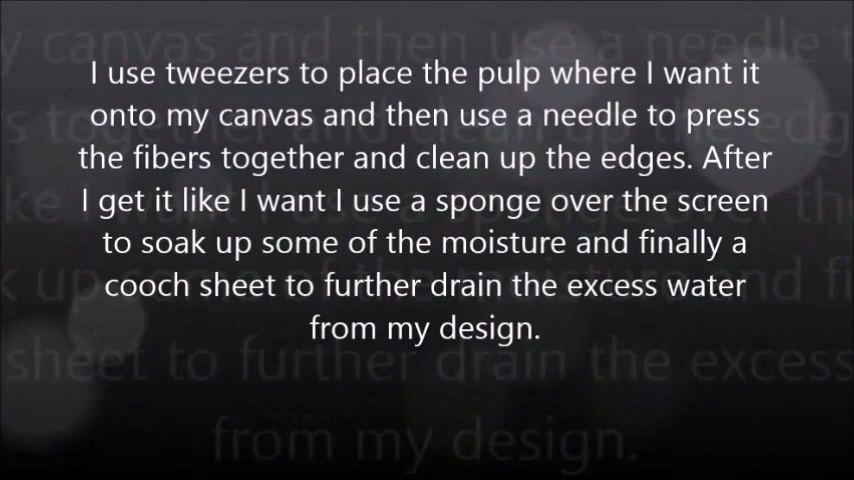 I use tweezers to place the pulp where I want it
onto my canvas and then use a needle to press
the fibers together and clean up the edges. After
I get it like I want I use a sponge over the screen
to soak up some of the moisture and finally a
cooch sheet to further drain the excess water
from my design.